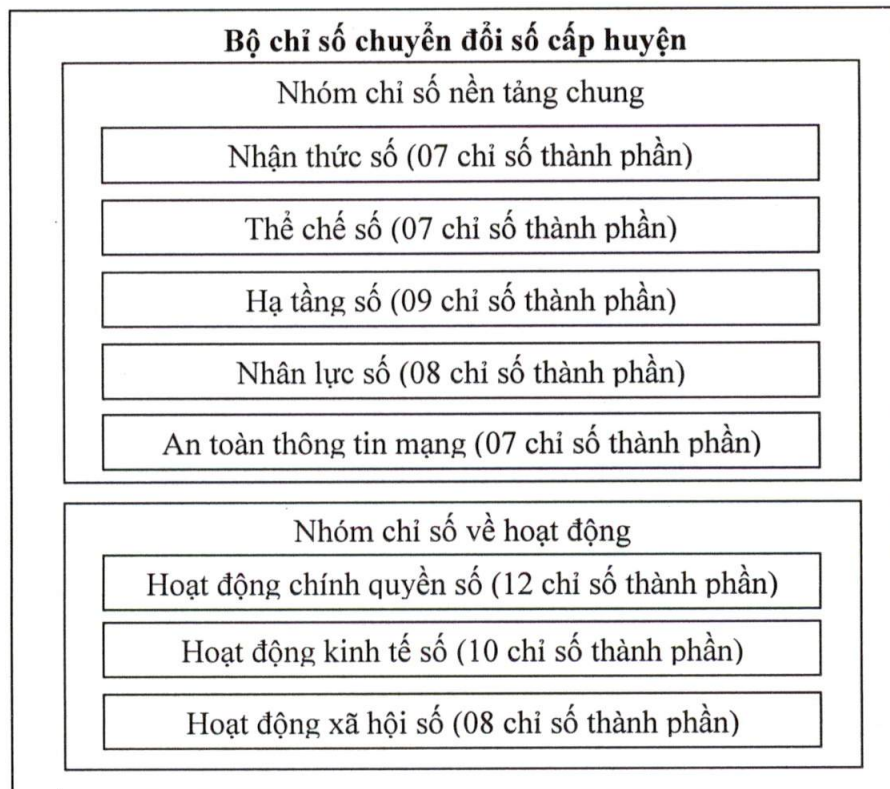 Bộ chỉ số chuyển đổi số cấp huyện
Nhóm chỉ số nền tảng chung
Nhận thức số (07 chỉ số thành phần)
Thể chế số (07 chỉ số thành phần)
Hạ tầng số (09 chỉ số thành phần)
Nhân lực số (08 chỉ số thành phần)
An toàn thông tin mạng (07 chỉ số thành phần)
Nhóm chỉ số về hoạt động
Hoạt động chính quyền số (12 chỉ số thành phần)
Hoạt động kinh tế số (10 chỉ số thành phần)
Hoạt động xã hội số (08 chỉ số thành phần)